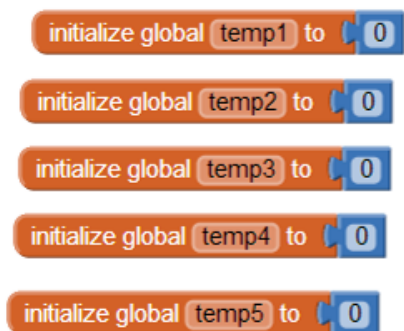 initialize global temp1 to 0
initialize global temp2 to 0
initialize global temp3 to 0
initialize global temp4 to 0
initialize global temp5 to 0